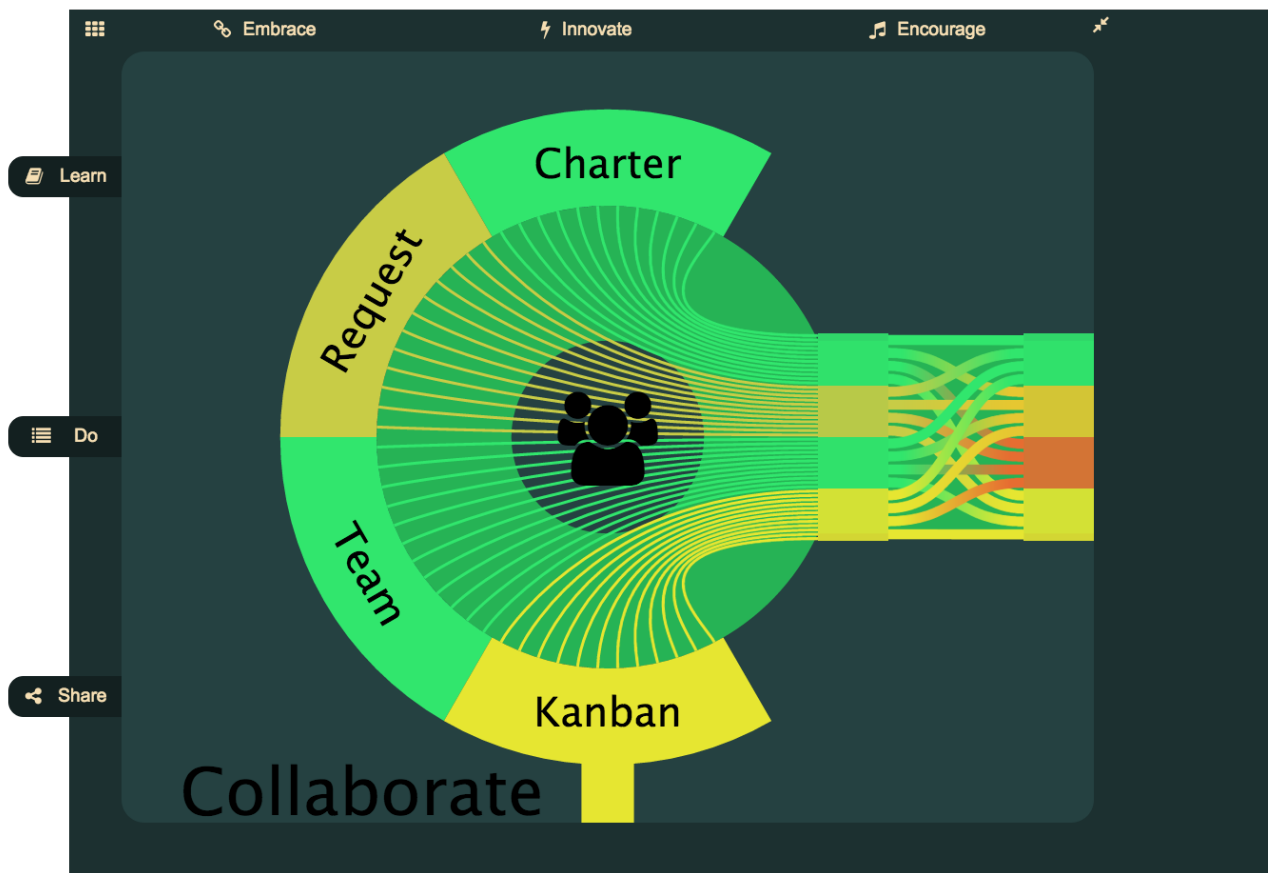 Embrace
Innovate
Encourage
Learn
Charter
Request
Do
Team
Share
Kanban
Collaborate